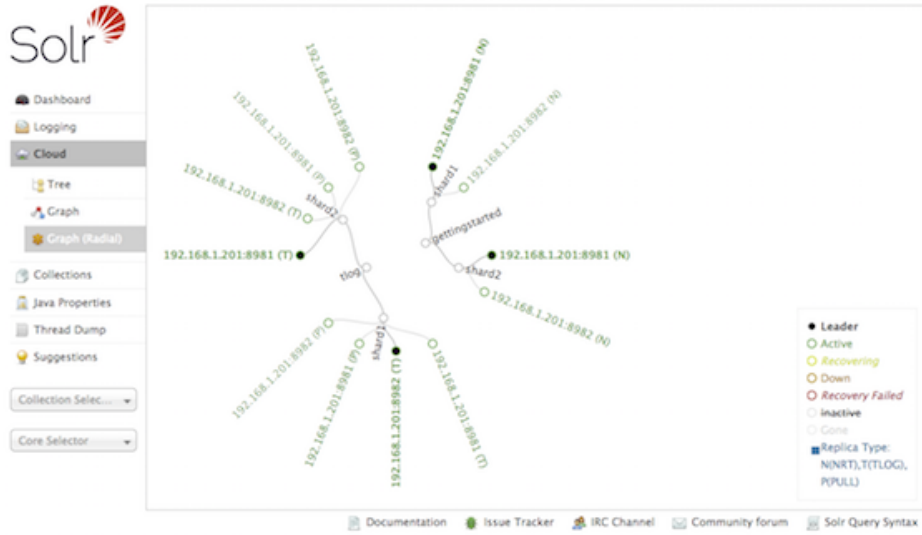 Solr
Dashboard
Logging
Cloud
Tree
Graph
Graph (Radial)
Collections
Java Properties
Thread Dump
Suggestions
Collection Selec...
Core Selector
192.168.1.201:8982 (P)
192.168.1.201:8981 (P)
192.168.1.201:8982 (T)
192.168.1.201:8981 (T)
shard2
tlog
shard1
192.168.1.201:8982 (P)
192.168.1.201:8981 (P)
192.168.1.201:8982 (T)
192.168.1.201:8981 (T)
192.168.1.201:8981 (N)
192.168.1.201:8982 (N)
shard1
gettingstarted
shard2
192.168.1.201:8981 (N)
192.168.1.201:8982 (N)
Leader
Active
Recovering
Down
Recovery Failed
inactive
Gone
Replica Type:
N(NRT),T(TLOG),
P(PULL)
Documentation
Issue Tracker
IRC Channel
Community forum
Solr Query Syntax